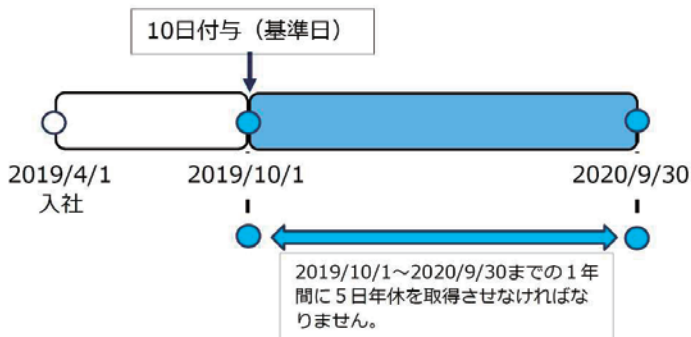 10日付与（基準日）
2019/4/1
入社
2019/10/1
2020/9/30
2019/10/1～2020/9/30までの１年
間に５日年休を取得させなければな
りません。